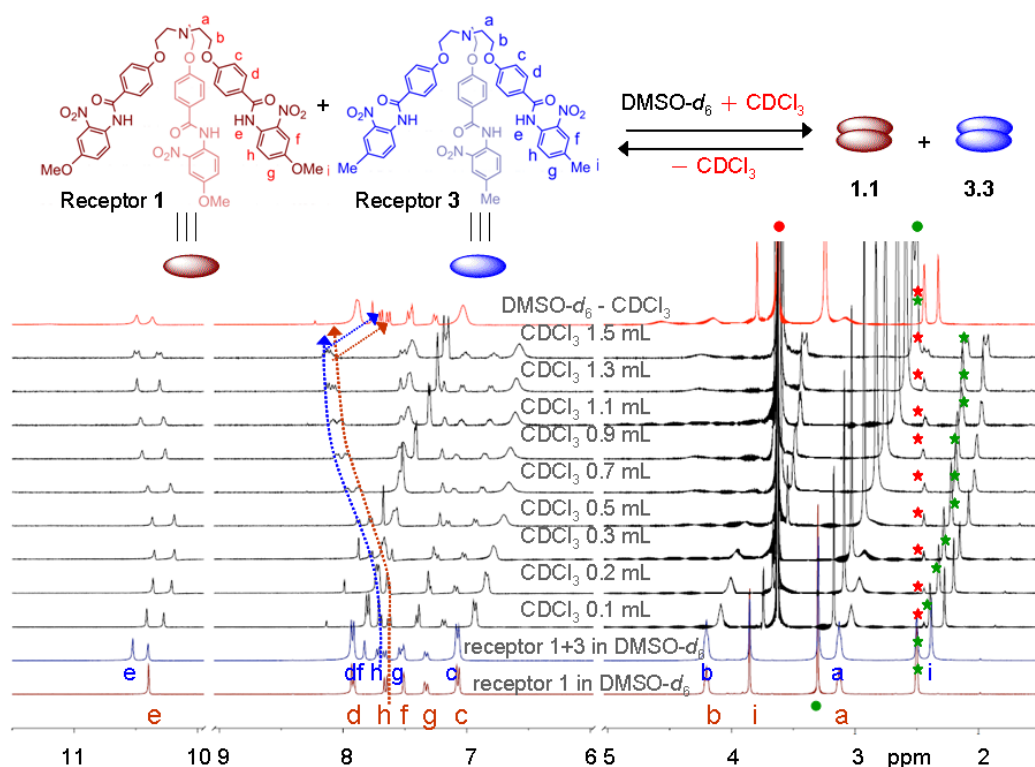 a
b
c
d
e
f
g
h
N
O
O
O
O
O
O
NO₂
O₂N
HN
NH
NH
O₂N
MeO
OMe
OMe i
Receptor 1
+
a
b
c
d
e
f
g
h
N
O
O
O
O
O
O
NO₂
O₂N
HN
NH
NH
O₂N
Me
Me
Me i
Receptor 3
DMSO-d₆ + CDCl₃
− CDCl₃
+
1.1
3.3
DMSO-d₆ - CDCl₃
CDCl₃ 1.5 mL
CDCl₃ 1.3 mL
CDCl₃ 1.1 mL
CDCl₃ 0.9 mL
CDCl₃ 0.7 mL
CDCl₃ 0.5 mL
CDCl₃ 0.3 mL
CDCl₃ 0.2 mL
CDCl₃ 0.1 mL
receptor 1+3 in DMSO-d₆
e d f h g c b a i
receptor 1 in DMSO-d₆
e d h f g c b i a
11 10 9 8 7 6 5 4 3 ppm 2